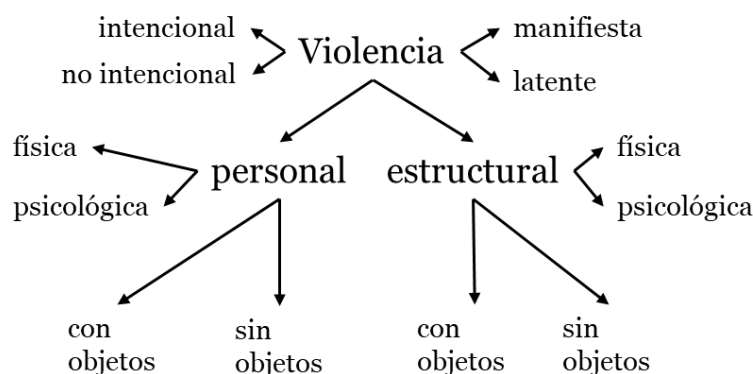 intencional
Violencia
manifiesta
no intencional
latente
física
personal
estructural
física
psicológica
psicológica
con
objetos
sin
objetos
con
objetos
sin
objetos